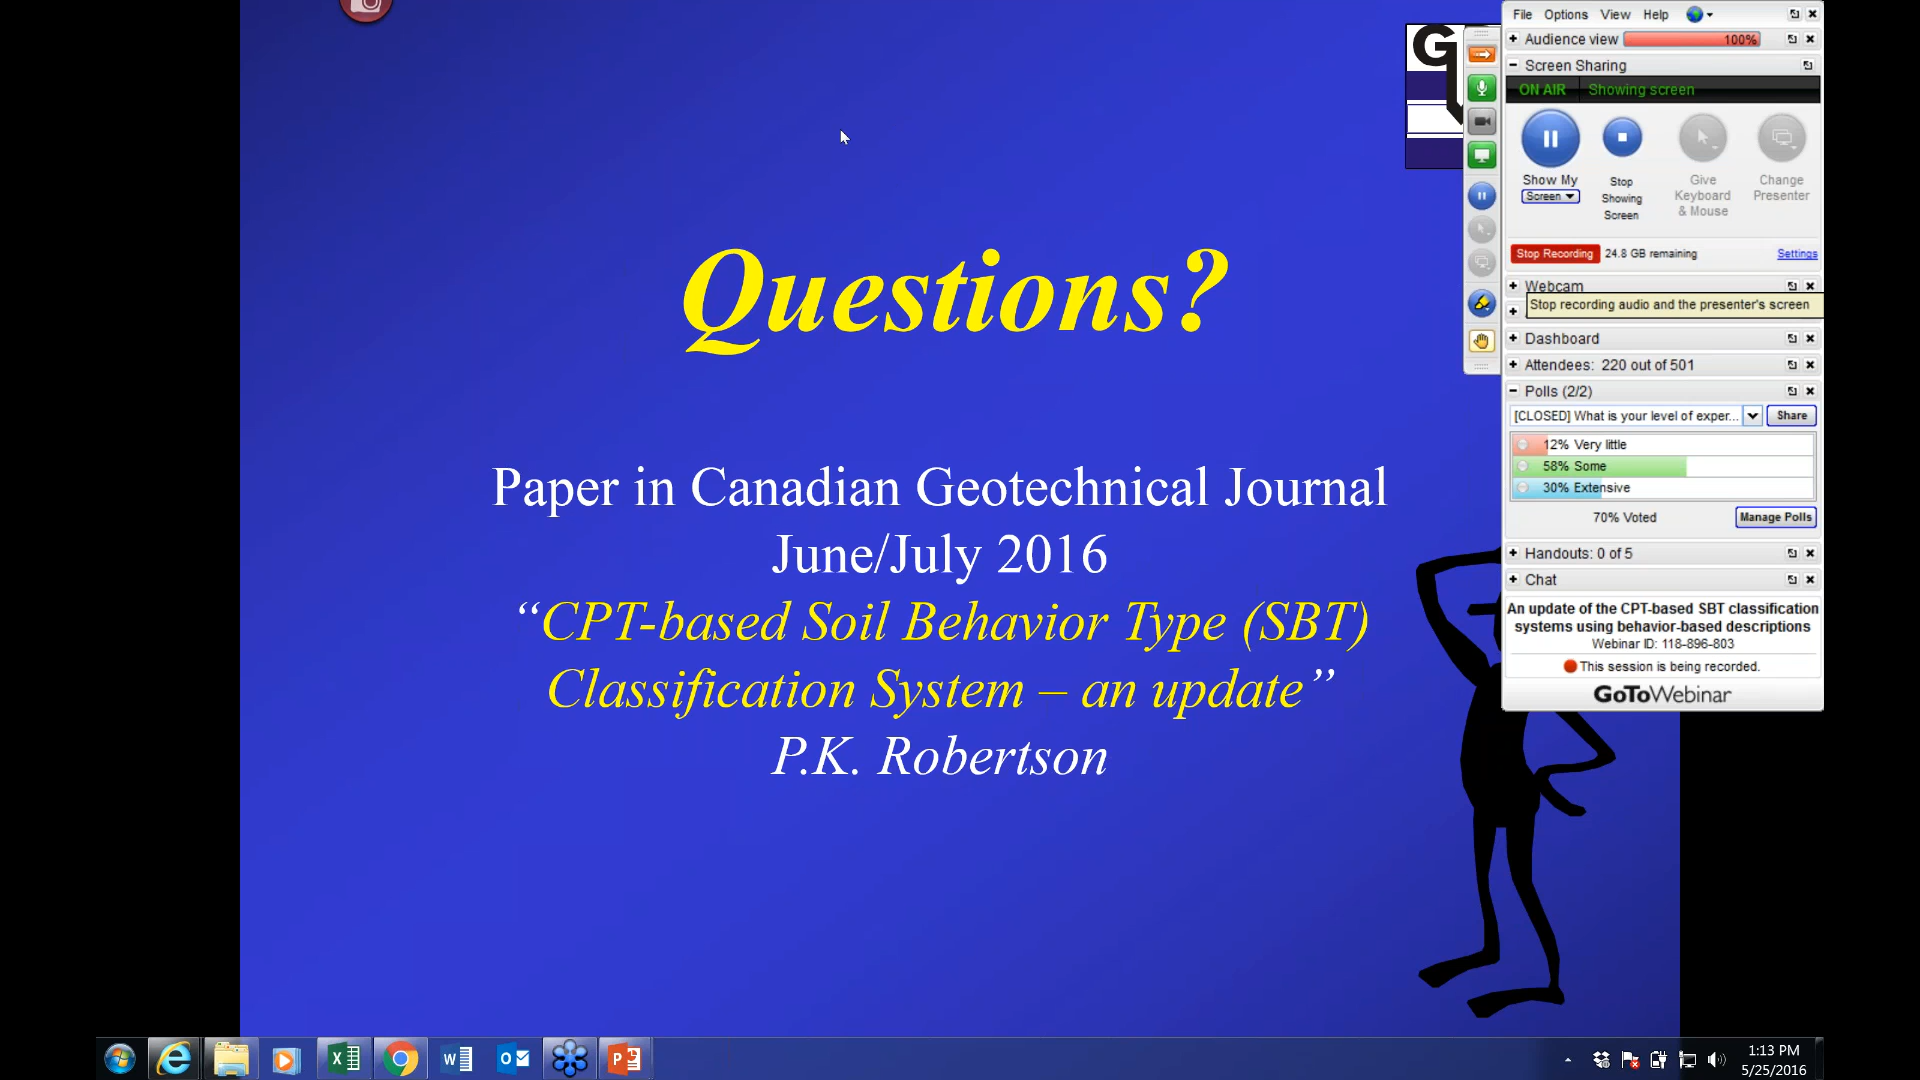 Questions?
Paper in Canadian Geotechnical Journal
June/July 2016
“CPT-based Soil Behavior Type (SBT)
Classification System – an update”
P.K. Robertson
G
File Options View Help
Audience view 100%
Screen Sharing
ON AIR Showing screen
Show My
Screen
Stop
Showing
Screen
Give
Keyboard
& Mouse
Change
Presenter
Stop Recording 24.8 GB remaining Settings
Webcam
Stop recording audio and the presenter's screen
Dashboard
Attendees: 220 out of 501
Polls (2/2)
[CLOSED] What is your level of exper... Share
12% Very little
58% Some
30% Extensive
70% Voted Manage Polls
Handouts: 0 of 5
Chat
An update of the CPT-based SBT classification
systems using behavior-based descriptions
Webinar ID: 118-896-803
This session is being recorded.
GoToWebinar
1:13 PM
5/25/2016